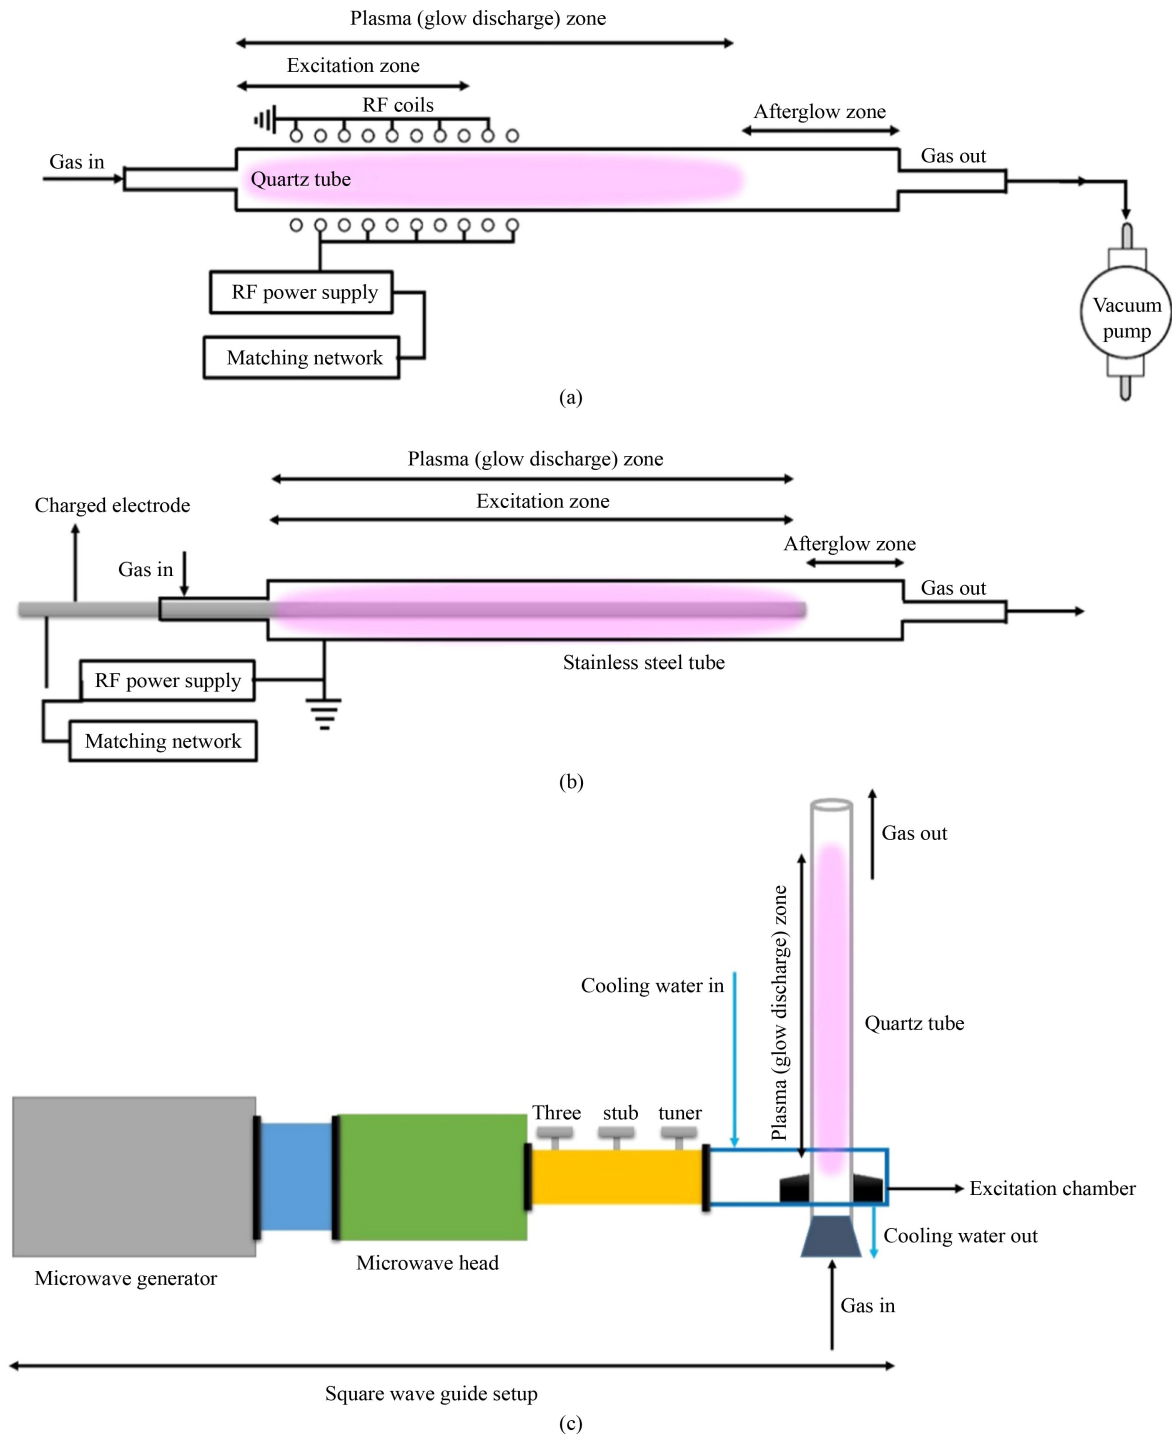 Plasma (glow discharge) zone
Excitation zone
RF coils
Afterglow zone
Gas in
Gas out
Quartz tube
RF power supply
Vacuum
pump
Matching network
(a)
Plasma (glow discharge) zone
Excitation zone
Charged electrode
Afterglow zone
Gas in
Gas out
Stainless steel tube
RF power supply
Matching network
(b)
Gas out
Plasma (glow discharge) zone
Cooling water in
Quartz tube
Three stub tuner
Excitation chamber
Cooling water out
Microwave head
Microwave generator
Gas in
Square wave guide setup
(c)